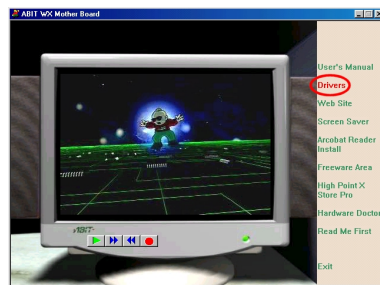 ABIT WX Mother Board
User's Manual
Drivers
Web Site
Screen Saver
Arcobat Reader
Install
Freeware Area
High Point X
Store Pro
Hardware Doctor
Read Me First
Exit
ABIT